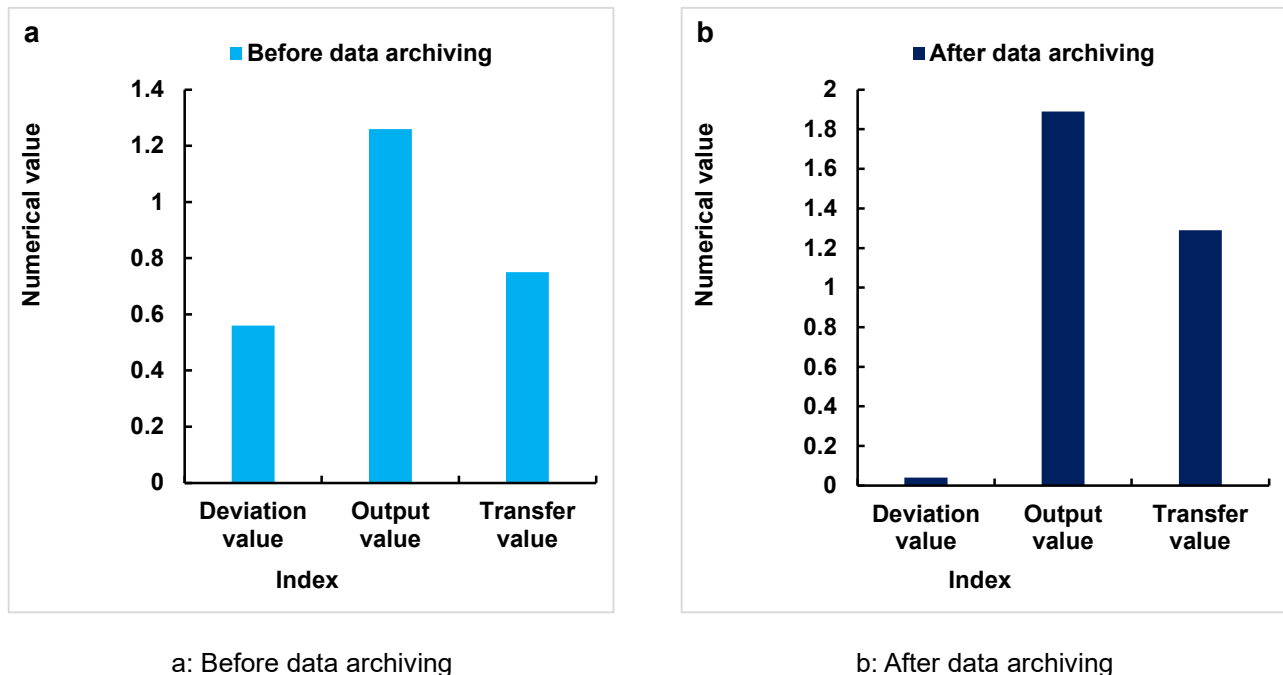 a
Before data archiving
Numerical value
1.4
1.2
1
0.8
0.6
0.4
0.2
0
Deviation value
Output value
Transfer value
Index
a: Before data archiving
b
After data archiving
Numerical value
2
1.8
1.6
1.4
1.2
1
0.8
0.6
0.4
0.2
0
Deviation value
Output value
Transfer value
Index
b: After data archiving